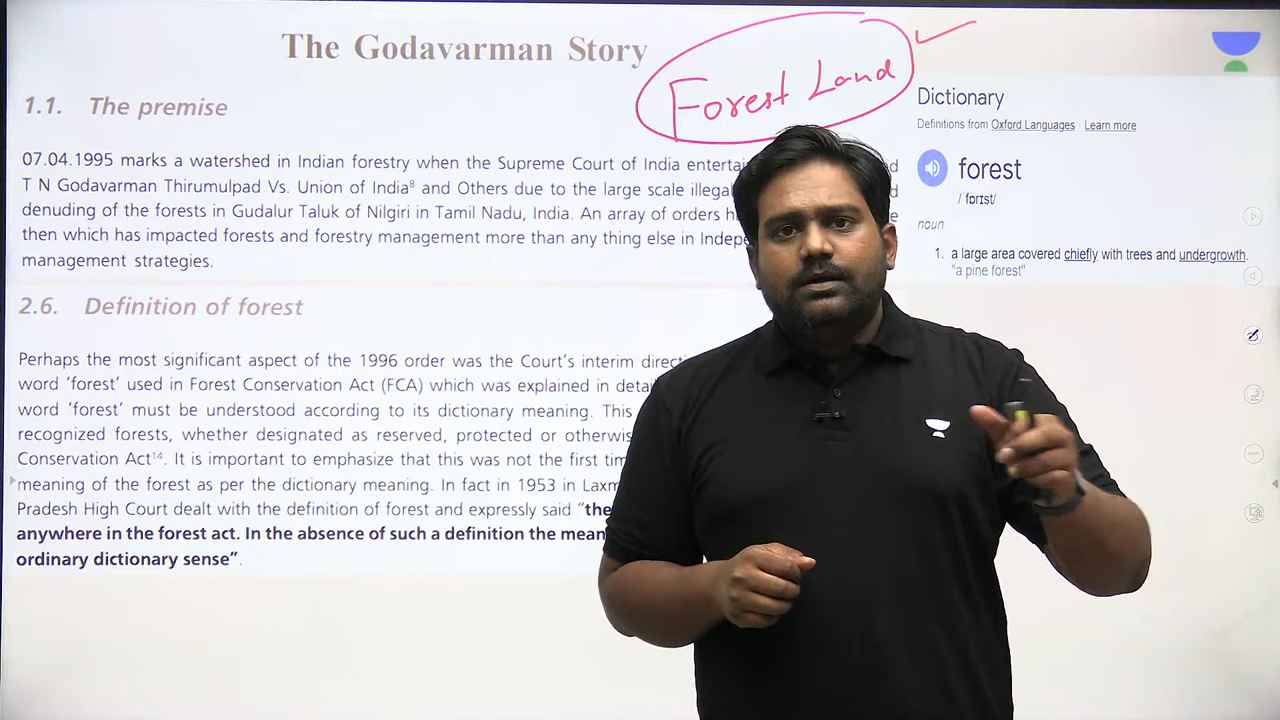 The Godavarman Story
Forest Land
1.1. The premise
07.04.1995 marks a watershed in Indian forestry when the Supreme Court of India
T N Godavarman Thirumulpad Vs. Union of India⁸ and Others due to the large scale
denuding of the forests in Gudalur Taluk of Nilgiri in Tamil Nadu, India. An array of orders
then which has impacted forests and forestry management more than any thing else in
management strategies.
2.6. Definition of forest
Perhaps the most significant aspect of the 1996 order was the Court's interim
word 'forest' used in Forest Conservation Act (FCA) which was explained in
word 'forest' must be understood according to its dictionary meaning. This
recognized forests, whether designated as reserved, protected or
Conservation Act¹⁴. It is important to emphasize that this was not the first
meaning of the forest as per the dictionary meaning. In fact in 1953 in
Pradesh High Court dealt with the definition of forest and expressly said "the
anywhere in the forest act. In the absence of such a definition the
ordinary dictionary sense".
Dictionary
Definitions from Oxford Languages Learn more
forest
/ˈfɒrɪst/
noun
1. a large area covered chiefly with trees and undergrowth.
"a pine forest"